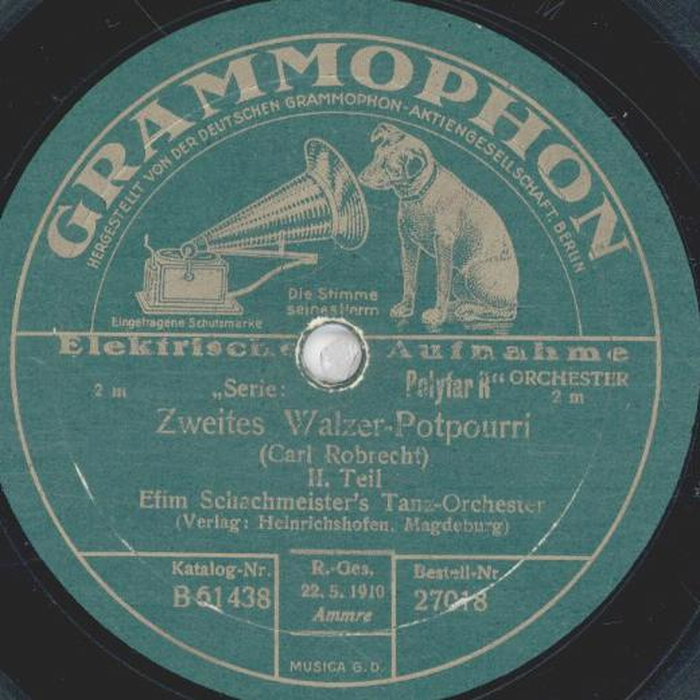 GRAMMOPHON
HERGESTELLT VON DER DEUTSCHEN GRAMMOPHON-AKTIENGESELLSCHAFT, BERLIN
Die Stimme
seines Herrn
Eingetragene Schutzmarke
Elektrische Aufnahme
2 m „Serie: Polyfar R“ ORCHESTER 2 m
Zweites Walzer-Potpourri
(Carl Robrecht)
II. Teil
Efim Schachmeister's Tanz-Orchester
(Verlag: Heinrichshofen, Magdeburg)
Katalog-Nr. R.-Ges. Bestell-Nr.
B 61438 22. 5. 1910 27018
Ammre
MUSICA G. D.